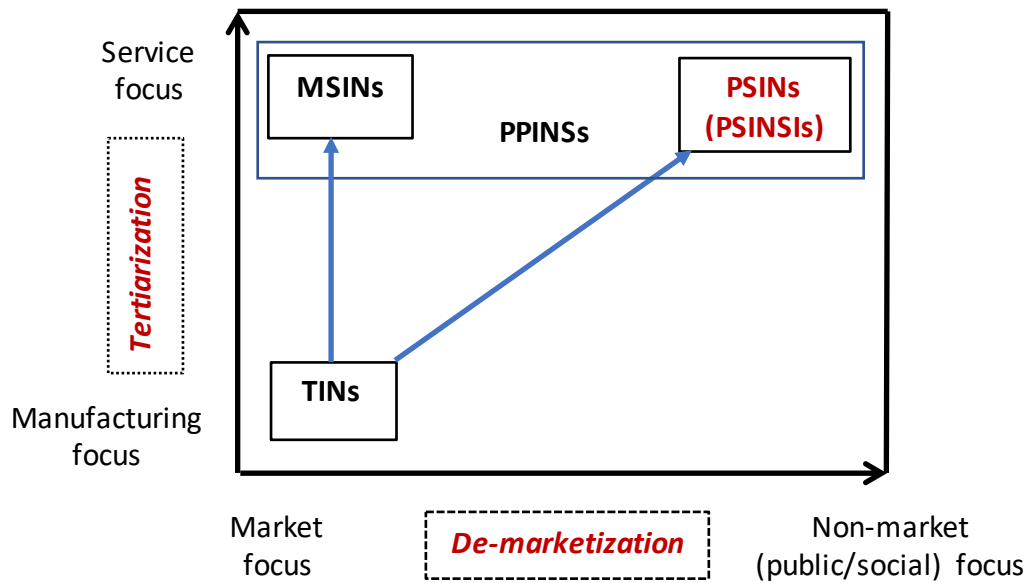 Service
focus
MSINs
PSINs
(PSINSIs)
PPINSs
Tertiarization
TINs
Manufacturing
focus
Market
focus
De-marketization
Non-market
(public/social) focus